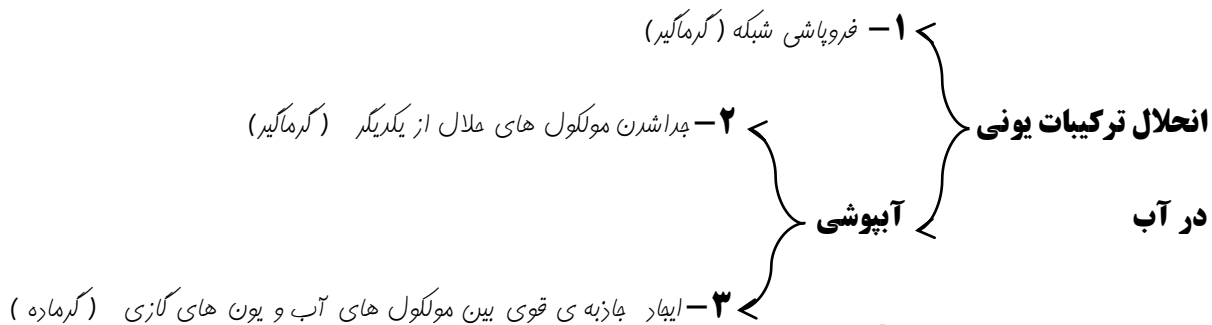 ۱– فروپاشی شبکه ( گرماگیر)
انحلال ترکیبات یونی
۲– جداشدن مولکول های حلال از یکدیگر ( گرماگیر)
در آب
آبپوشی
۳– ایجاد جاذبه ی قوی بین مولکول های آب و یون های گازی ( گرماده )